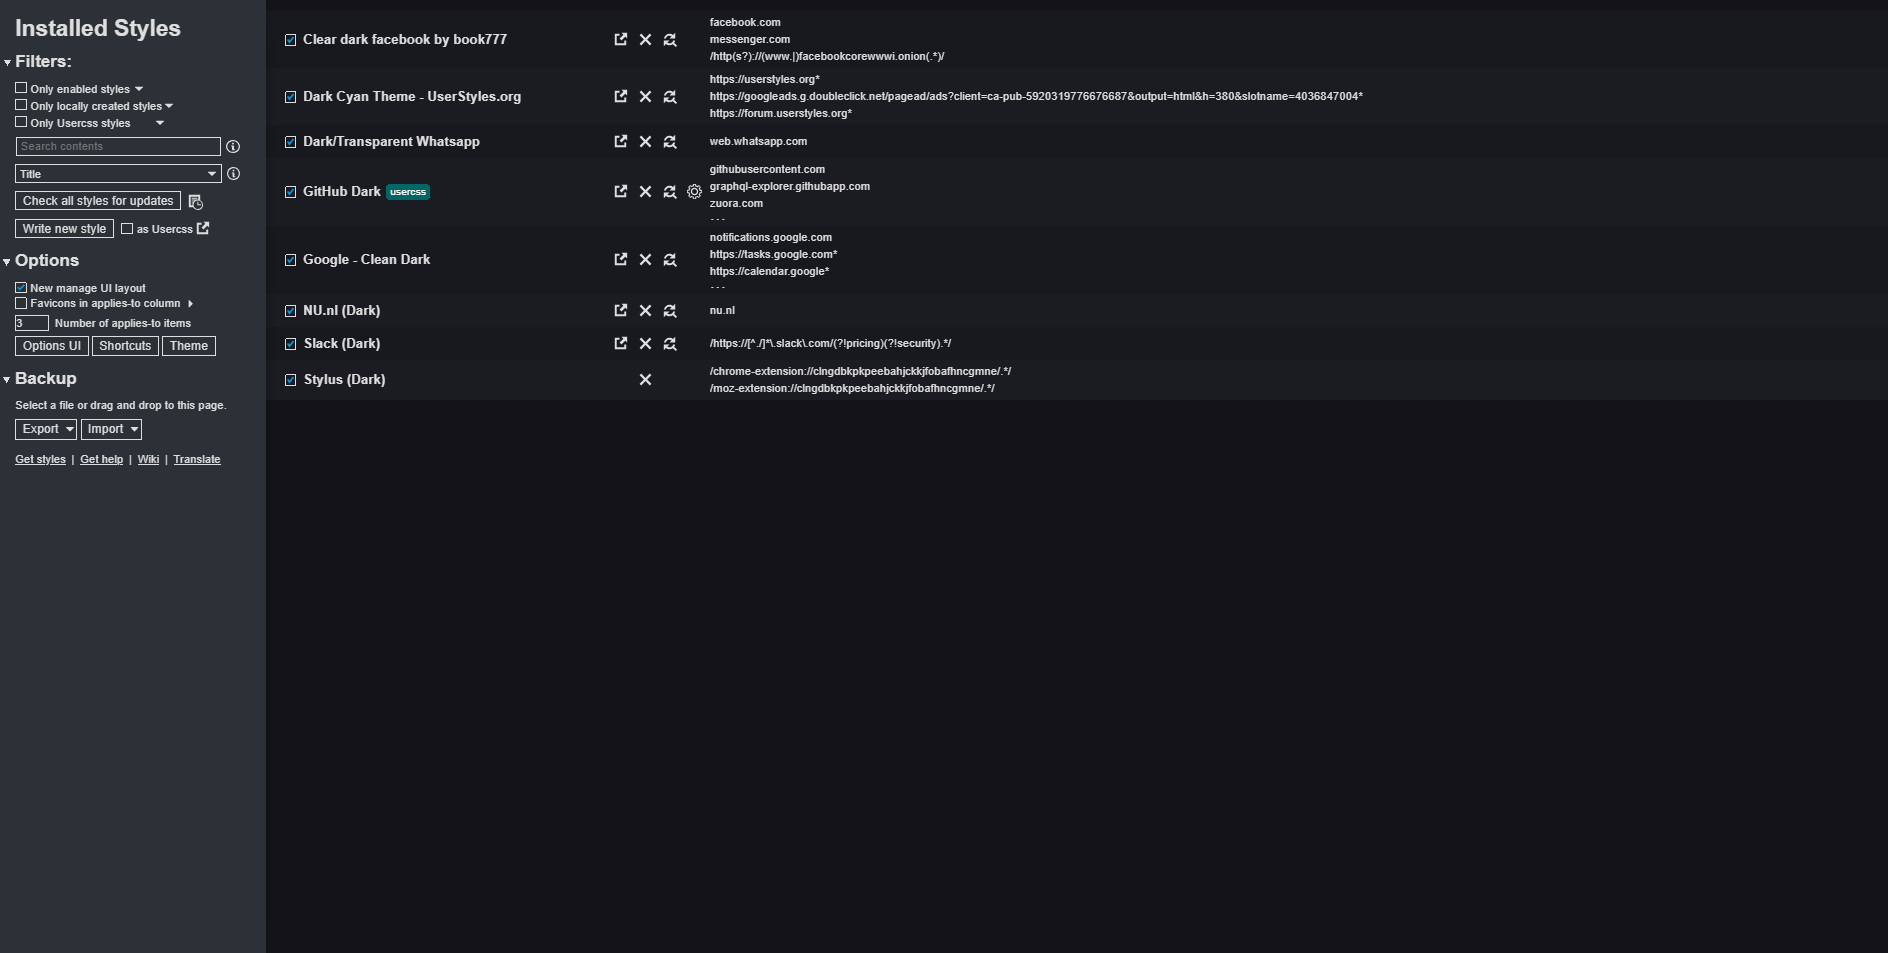 Installed Styles
Filters:
Only enabled styles
Only locally created styles
Only Usercss styles
Search contents
Title
Check all styles for updates
Write new style
as Usercss
Options
New manage UI layout
Favicons in applies-to column
3 Number of applies-to items
Options UI Shortcuts Theme
Backup
Select a file or drag and drop to this page.
Export Import
Get styles | Get help | Wiki | Translate
Clear dark facebook by book777
facebook.com
messenger.com
/http(s?)://(www.|)facebookcorewwwi.onion(.*)/
Dark Cyan Theme - UserStyles.org
https://userstyles.org*
https://googleads.g.doubleclick.net/pagead/ads?client=ca-pub-5920319776676687&output=html&h=380&slotname=4036847004*
https://forum.userstyles.org*
Dark/Transparent Whatsapp
web.whatsapp.com
GitHub Dark usercss
githubusercontent.com
graphql-explorer.githubapp.com
zuora.com
---
Google - Clean Dark
notifications.google.com
https://tasks.google.com*
https://calendar.google*
---
NU.nl (Dark)
nu.nl
Slack (Dark)
/https://[^./]*\.slack\.com/(?!pricing)(?!security).*/
Stylus (Dark)
/chrome-extension://clngdbkpkpeebahjckkjfobafhncgmne/.*/
/moz-extension://clngdbkpkpeebahjckkjfobafhncgmne/.*/